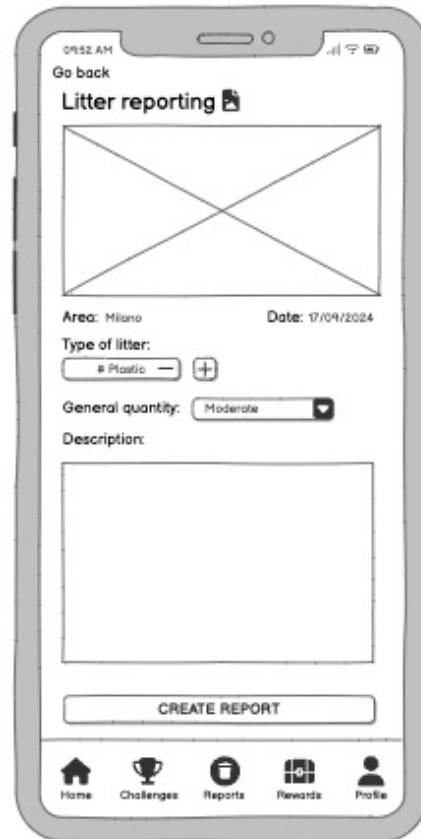 09:52 AM
Go back
Litter reporting
Area: Milano Date: 17/09/2024
Type of litter:
# Plastic
General quantity: Moderate
Description:
CREATE REPORT
Home Challenges Reports Rewards Profile